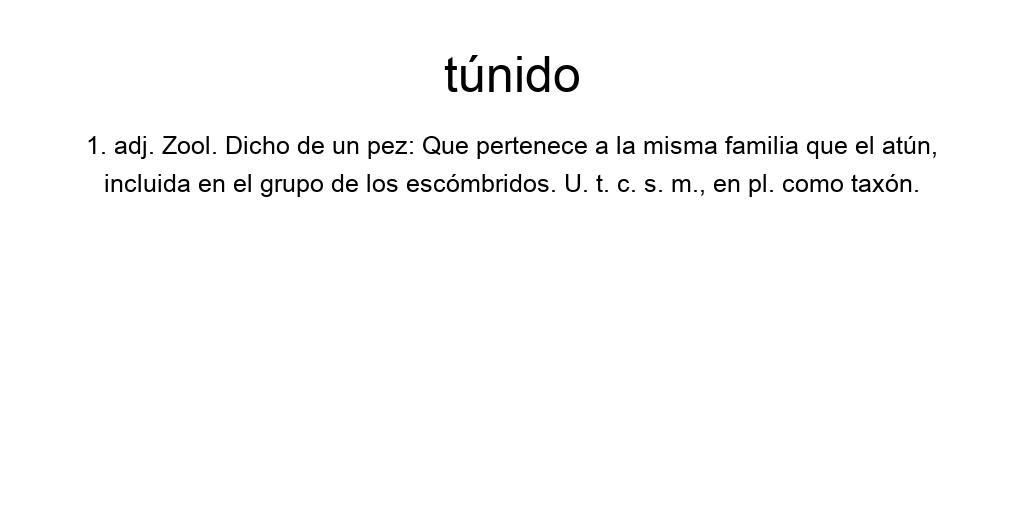 túnido
1. adj. Zool. Dicho de un pez: Que pertenece a la misma familia que el atún,
incluida en el grupo de los escómbridos. U. t. c. s. m., en pl. como taxón.